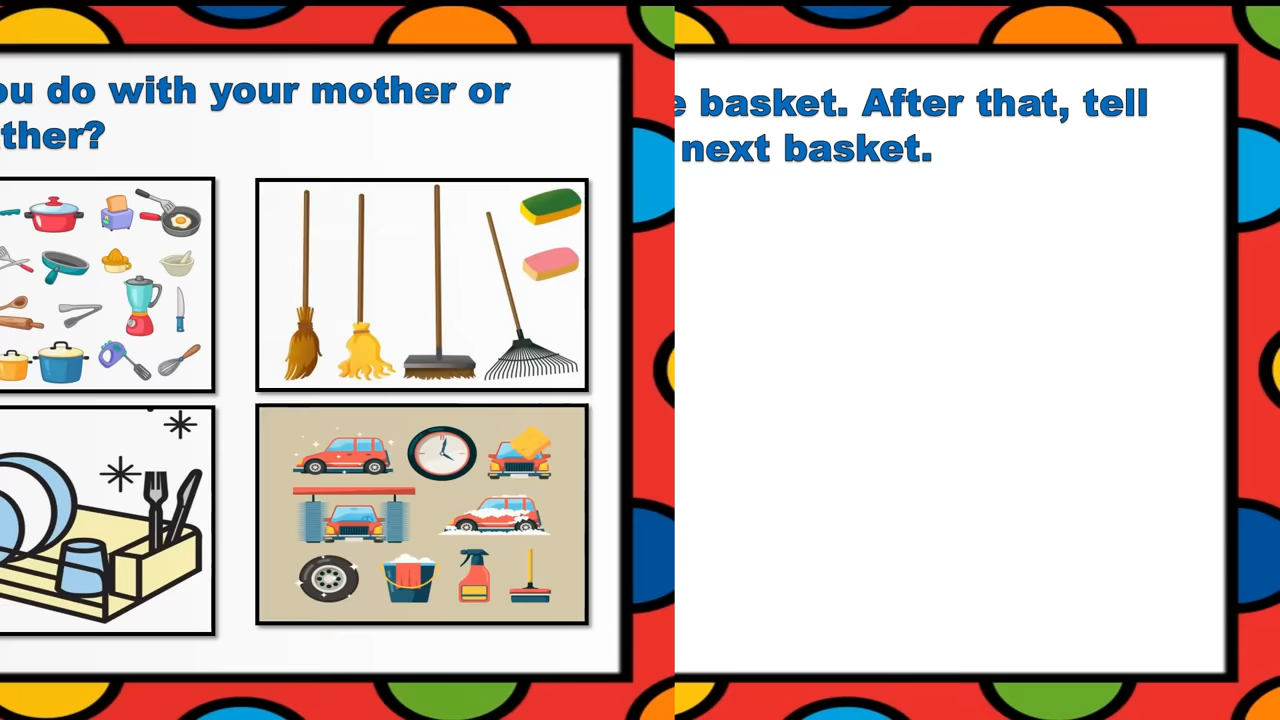 ou do with your mother or
ther?
basket. After that, tell
next basket.